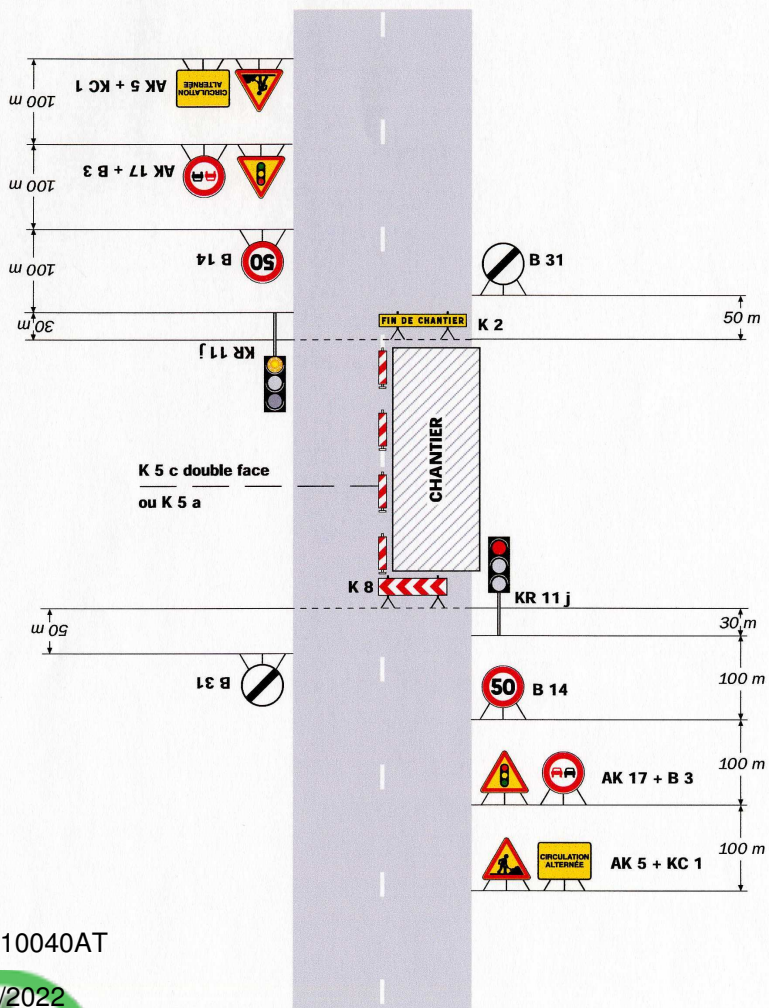 100 m
AK 5 + KC 1
CIRCULATION
ALTERNÉE
100 m
AK 17 + B 3
100 m
B 14
50
B 31
30 m
FIN DE CHANTIER
K 2
50 m
KR 11 j
CHANTIER
K 5 c double face
ou K 5 a
K 8
KR 11 j
50 m
30 m
B 31
50
B 14
100 m
AK 17 + B 3
100 m
CIRCULATION
ALTERNÉE
AK 5 + KC 1
100 m
10040AT
/2022